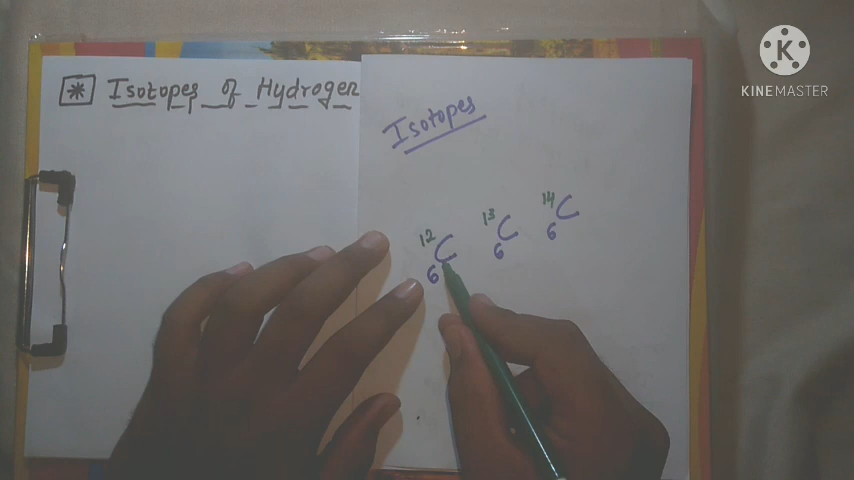 * Isotopes of Hydrogen
Isotopes
12 6 C 13 6 C 14 6 C
K
KINEMASTER